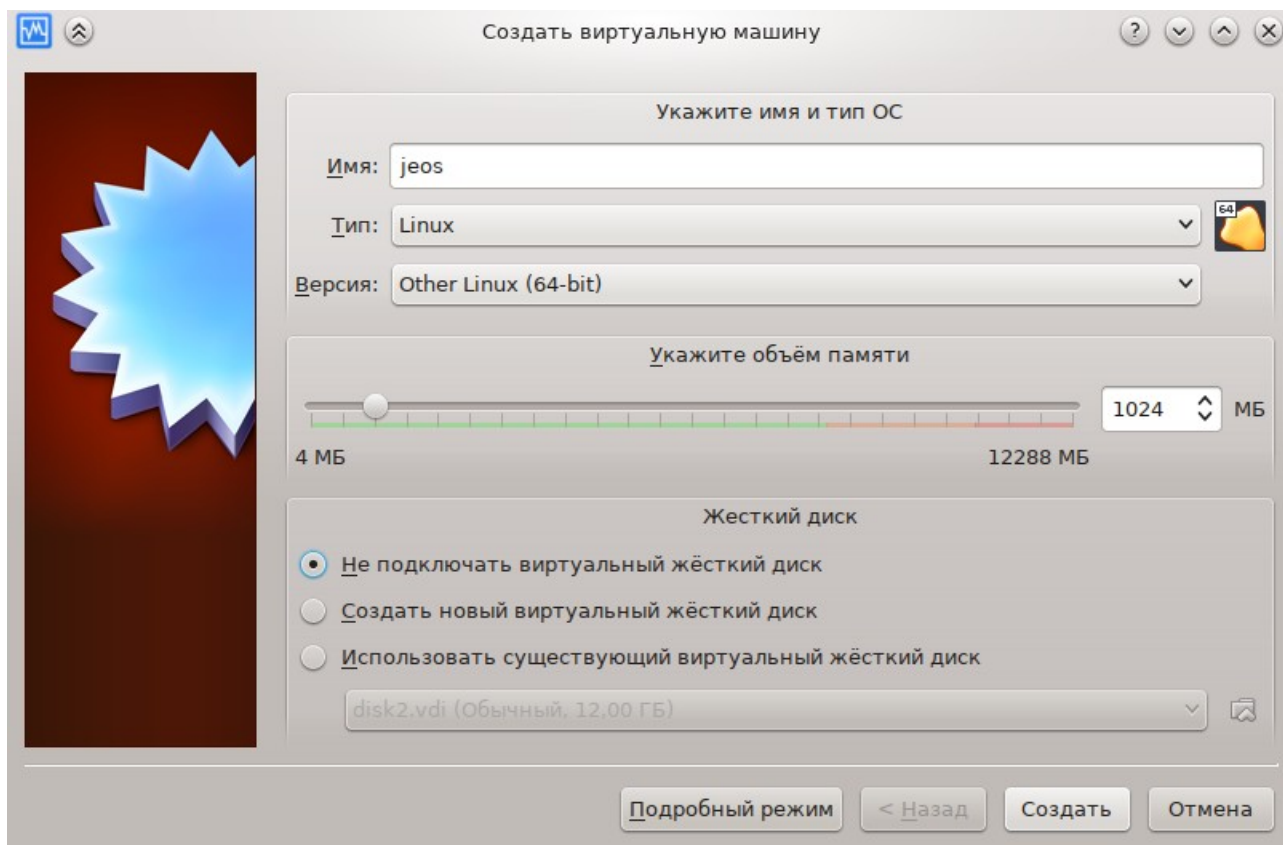 Создать виртуальную машину
Укажите имя и тип ОС
Имя: jeos
Тип: Linux
64
Версия: Other Linux (64-bit)
Укажите объём памяти
1024 МБ
4 МБ 12288 МБ
Жесткий диск
Не подключать виртуальный жёсткий диск
Создать новый виртуальный жёсткий диск
Использовать существующий виртуальный жёсткий диск
disk2.vdi (Обычный, 12,00 ГБ)
Подробный режим < Назад Создать Отмена